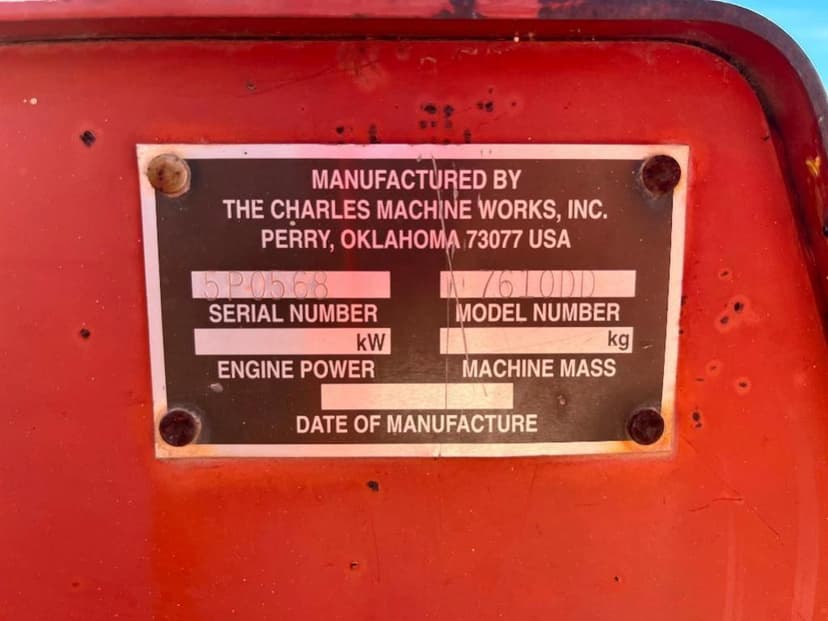 MANUFACTURED BY
THE CHARLES MACHINE WORKS, INC.
PERRY, OKLAHOMA 73077 USA
5P0568 7610DD
SERIAL NUMBER MODEL NUMBER
kW kg
ENGINE POWER MACHINE MASS
DATE OF MANUFACTURE